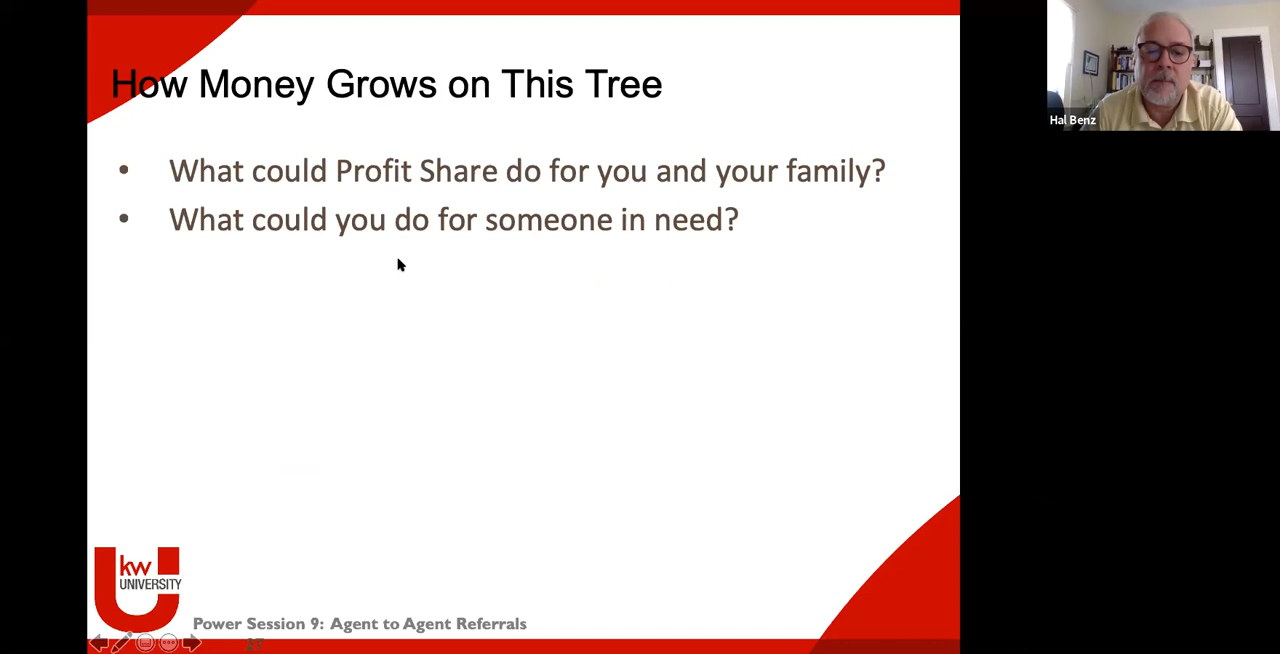 How Money Grows on This Tree
• What could Profit Share do for you and your family?
• What could you do for someone in need?
Hal Benz
kw
UNIVERSITY
Power Session 9: Agent to Agent Referrals
27